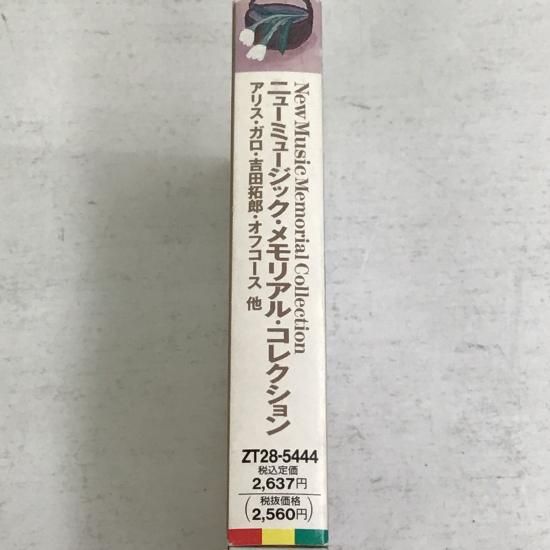 New Music Memorial Collection
ニューミュージック・メモリアル・コレクション
アリス・ガロ・吉田拓郎・オフコース 他
ZT28-5444
税込定価
2,637円
(税抜価格
2,560円)